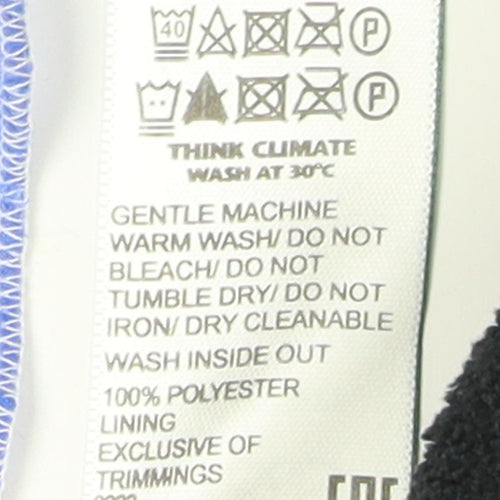 40 P
P
THINK CLIMATE
WASH AT 30°C
GENTLE MACHINE
WARM WASH/ DO NOT
BLEACH/ DO NOT
TUMBLE DRY/ DO NOT
IRON/ DRY CLEANABLE
WASH INSIDE OUT
100% POLYESTER
LINING
EXCLUSIVE OF
TRIMMINGS